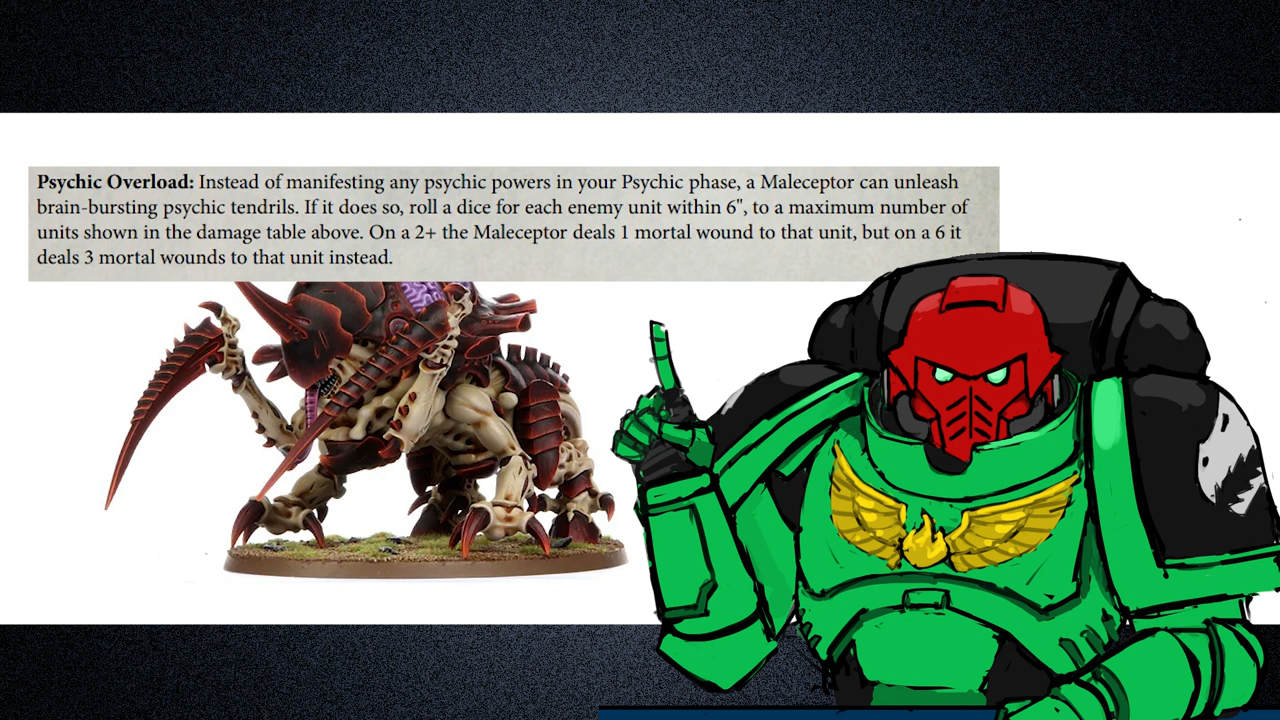 Psychic Overload: Instead of manifesting any psychic powers in your Psychic phase, a Maleceptor can unleash
brain-bursting psychic tendrils. If it does so, roll a dice for each enemy unit within 6", to a maximum number of
units shown in the damage table above. On a 2+ the Maleceptor deals 1 mortal wound to that unit, but on a 6 it
deals 3 mortal wounds to that unit instead.